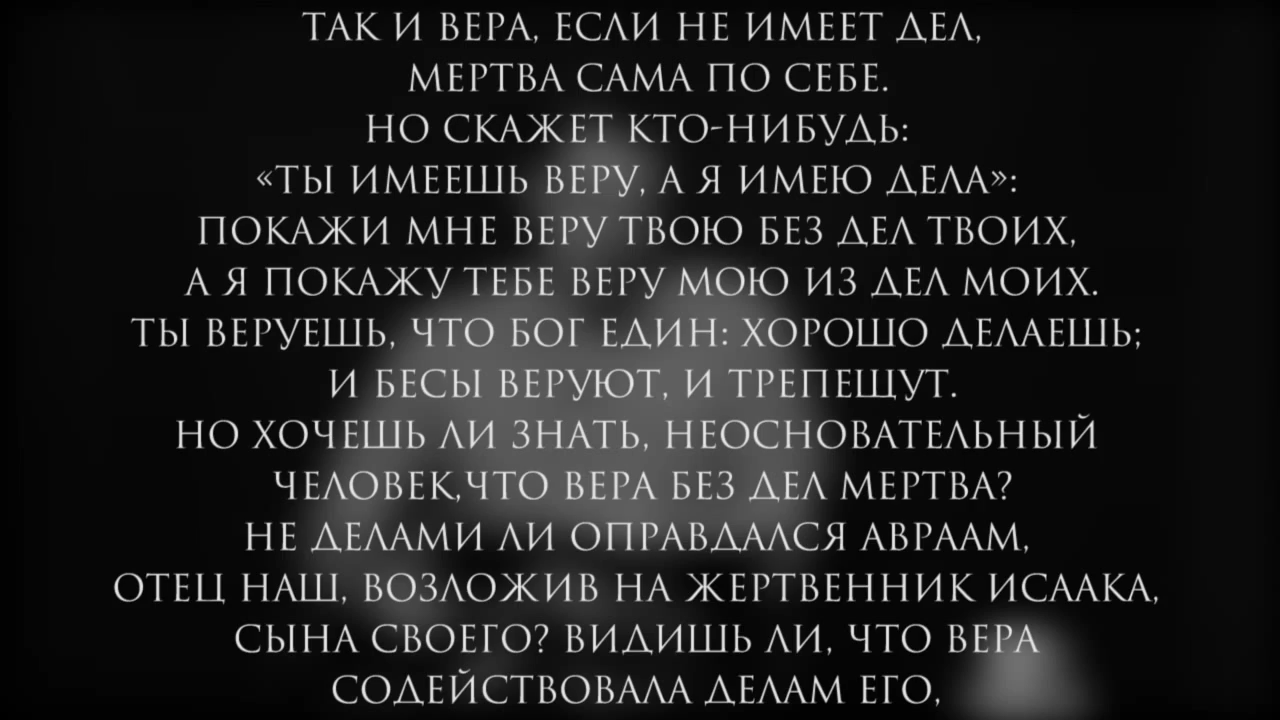 ТАК И ВЕРА, ЕСЛИ НЕ ИМЕЕТ ДЕЛ,
МЕРТВА САМА ПО СЕБЕ.
НО СКАЖЕТ КТО-НИБУДЬ:
«ТЫ ИМЕЕШЬ ВЕРУ, А Я ИМЕЮ ДЕЛА»:
ПОКАЖИ МНЕ ВЕРУ ТВОЮ БЕЗ ДЕЛ ТВОИХ,
А Я ПОКАЖУ ТЕБЕ ВЕРУ МОЮ ИЗ ДЕЛ МОИХ.
ТЫ ВЕРУЕШЬ, ЧТО БОГ ЕДИН: ХОРОШО ДЕЛАЕШЬ;
И БЕСЫ ВЕРУЮТ, И ТРЕПЕЩУТ.
НО ХОЧЕШЬ ЛИ ЗНАТЬ, НЕОСНОВАТЕЛЬНЫЙ
ЧЕЛОВЕК,ЧТО ВЕРА БЕЗ ДЕЛ МЕРТВА?
НЕ ДЕЛАМИ ЛИ ОПРАВДАЛСЯ АВРААМ,
ОТЕЦ НАШ, ВОЗЛОЖИВ НА ЖЕРТВЕННИК ИСААКА,
СЫНА СВОЕГО? ВИДИШЬ ЛИ, ЧТО ВЕРА
СОДЕЙСТВОВАЛА ДЕЛАМ ЕГО,